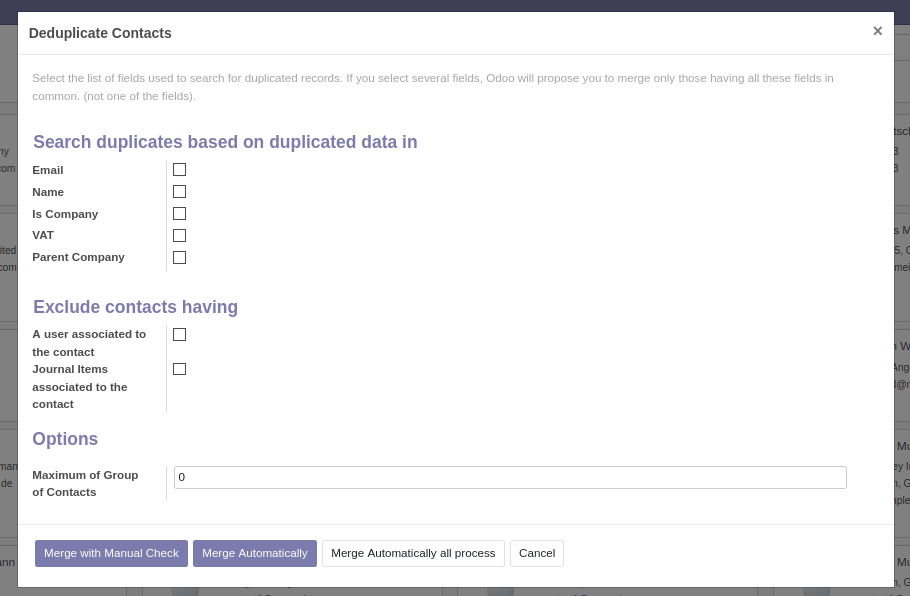 Deduplicate Contacts
×
Select the list of fields used to search for duplicated records. If you select several fields, Odoo will propose you to merge only those having all these fields in
common. (not one of the fields).
Search duplicates based on duplicated data in
Email
Name
Is Company
VAT
Parent Company
Exclude contacts having
A user associated to
the contact
Journal Items
associated to the
contact
Options
Maximum of Group
of Contacts
0
Merge with Manual Check
Merge Automatically
Merge Automatically all process
Cancel